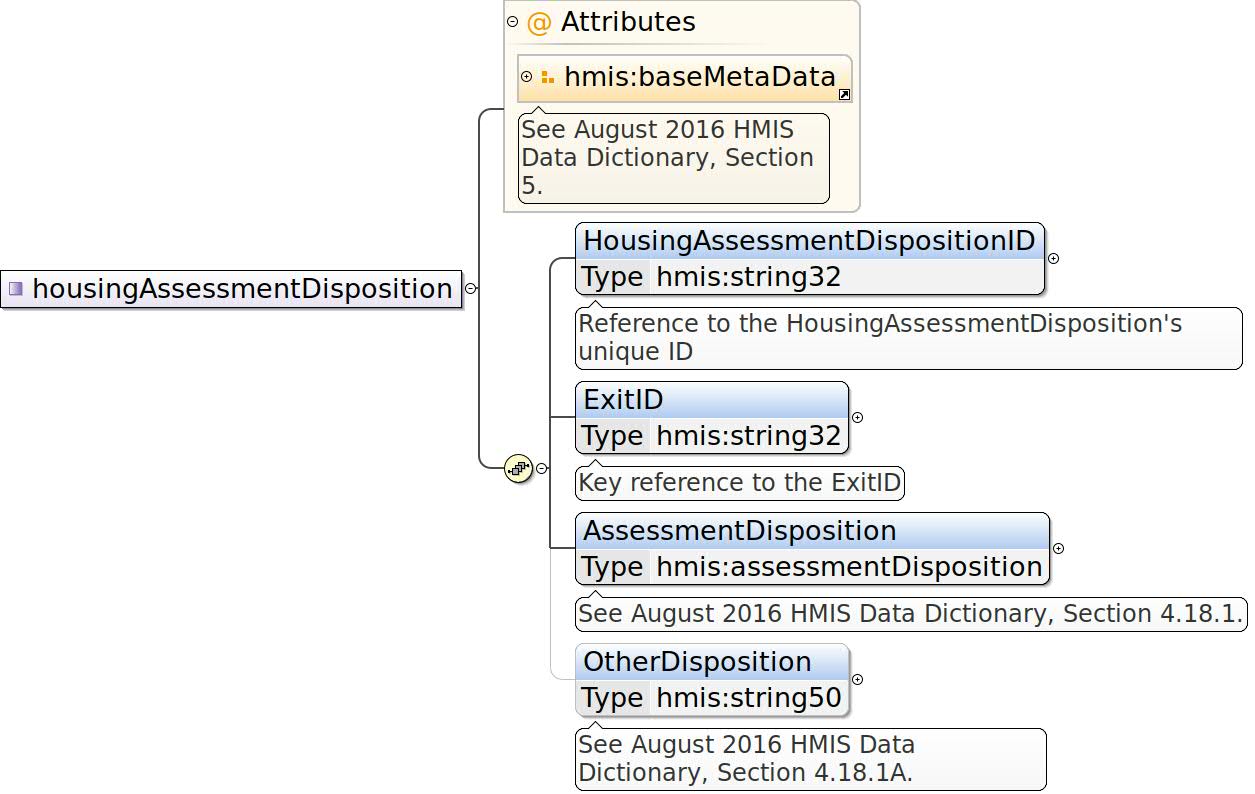 @ Attributes
hmis:baseMetaData
See August 2016 HMIS
Data Dictionary, Section
5.
housingAssessmentDisposition
HousingAssessmentDispositionID
Type hmis:string32
Reference to the HousingAssessmentDisposition's
unique ID
ExitID
Type hmis:string32
Key reference to the ExitID
AssessmentDisposition
Type hmis:assessmentDisposition
See August 2016 HMIS Data Dictionary, Section 4.18.1.
OtherDisposition
Type hmis:string50
See August 2016 HMIS Data
Dictionary, Section 4.18.1A.